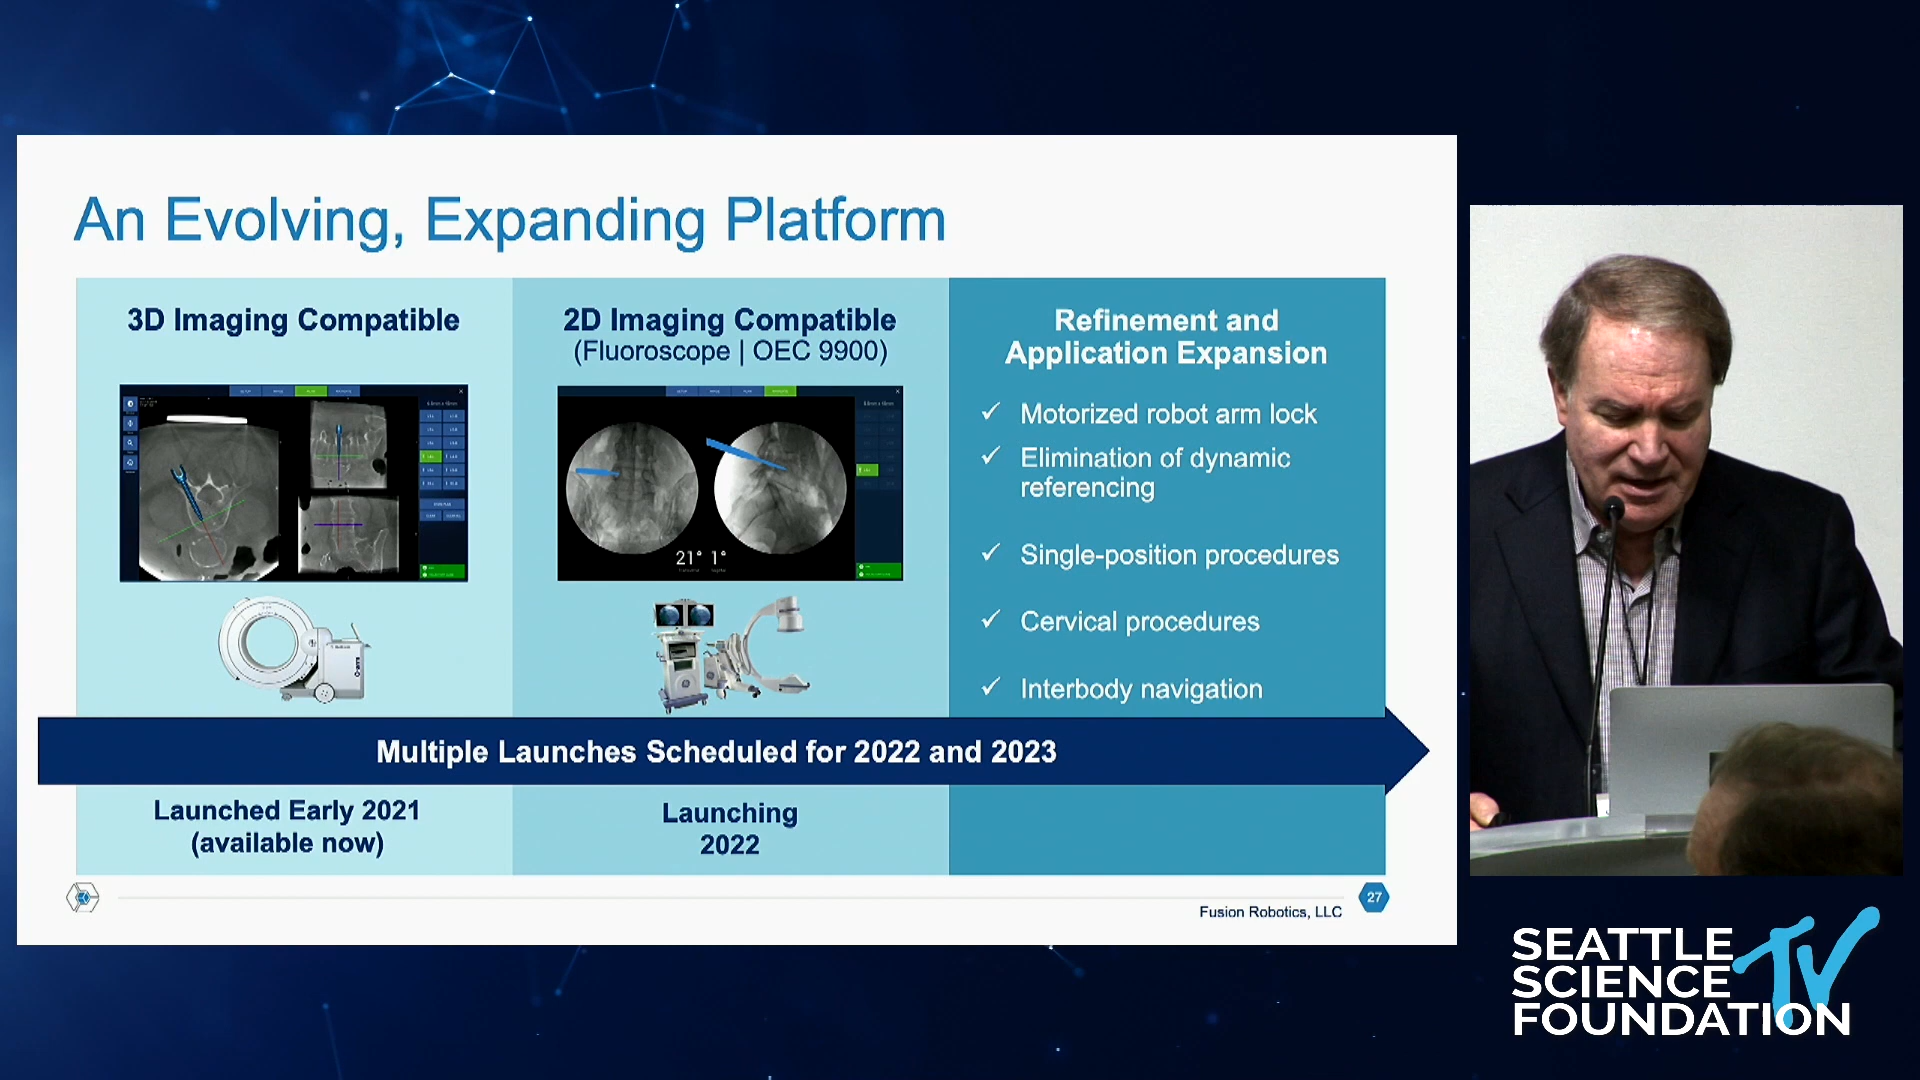 An Evolving, Expanding Platform
3D Imaging Compatible
2D Imaging Compatible
(Fluoroscope | OEC 9900)
21° 1°
Refinement and
Application Expansion
✓ Motorized robot arm lock
✓ Elimination of dynamic
referencing
✓ Single-position procedures
✓ Cervical procedures
✓ Interbody navigation
Multiple Launches Scheduled for 2022 and 2023
Launched Early 2021
(available now)
Launching
2022
Fusion Robotics, LLC
27
SEATTLE
SCIENCE
FOUNDATION
TV